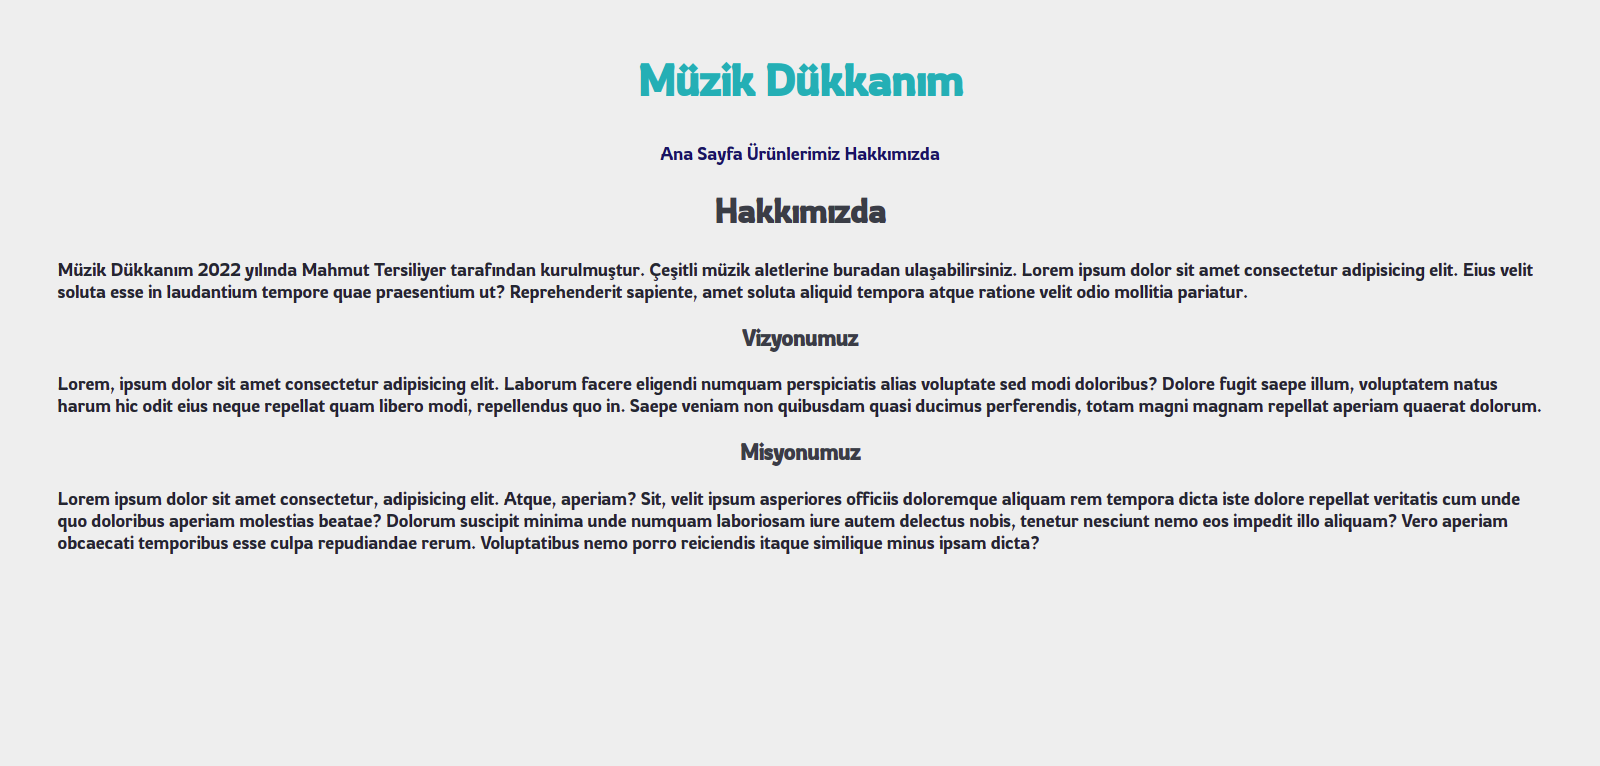 Müzik Dükkanım
Ana Sayfa Ürünlerimiz Hakkımızda
Hakkımızda
Müzik Dükkanım 2022 yılında Mahmut Tersiliyer tarafından kurulmuştur. Çeşitli müzik aletlerine buradan ulaşabilirsiniz. Lorem ipsum dolor sit amet consectetur adipisicing elit. Eius velit
soluta esse in laudantium tempore quae praesentium ut? Reprehenderit sapiente, amet soluta aliquid tempora atque ratione velit odio mollitia pariatur.
Vizyonumuz
Lorem, ipsum dolor sit amet consectetur adipisicing elit. Laborum facere eligendi numquam perspiciatis alias voluptate sed modi doloribus? Dolore fugit saepe illum, voluptatem natus
harum hic odit eius neque repellat quam libero modi, repellendus quo in. Saepe veniam non quibusdam quasi ducimus perferendis, totam magni magnam repellat aperiam quaerat dolorum.
Misyonumuz
Lorem ipsum dolor sit amet consectetur, adipisicing elit. Atque, aperiam? Sit, velit ipsum asperiores officiis doloremque aliquam rem tempora dicta iste dolore repellat veritatis cum unde
quo doloribus aperiam molestias beatae? Dolorum suscipit minima unde numquam laboriosam iure autem delectus nobis, tenetur nesciunt nemo eos impedit illo aliquam? Vero aperiam
obcaecati temporibus esse culpa repudiandae rerum. Voluptatibus nemo porro reiciendis itaque similique minus ipsam dicta?